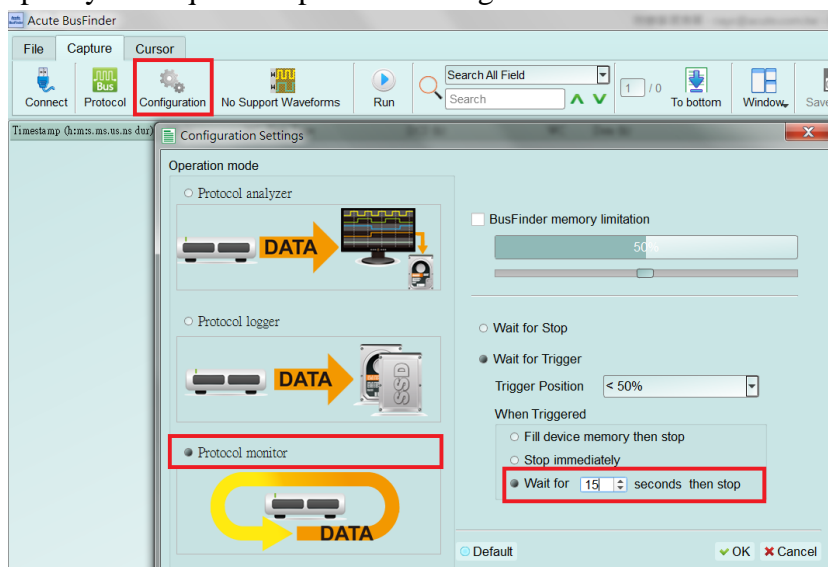 Acute BusFinder
File Capture Cursor
Connect Protocol Configuration No Support Waveforms Run
Search All Field
Search
1 / 0
To bottom Window Save
Timestamp (h:m:s.ms.us.ns dur)
Configuration Settings
Operation mode
Protocol analyzer
DATA
BusFinder memory limitation
50%
Protocol logger
DATA
SSD
Wait for Stop
Wait for Trigger
Trigger Position < 50%
When Triggered
Fill device memory then stop
Stop immediately
Wait for 15 seconds then stop
Protocol monitor
DATA
Default OK Cancel